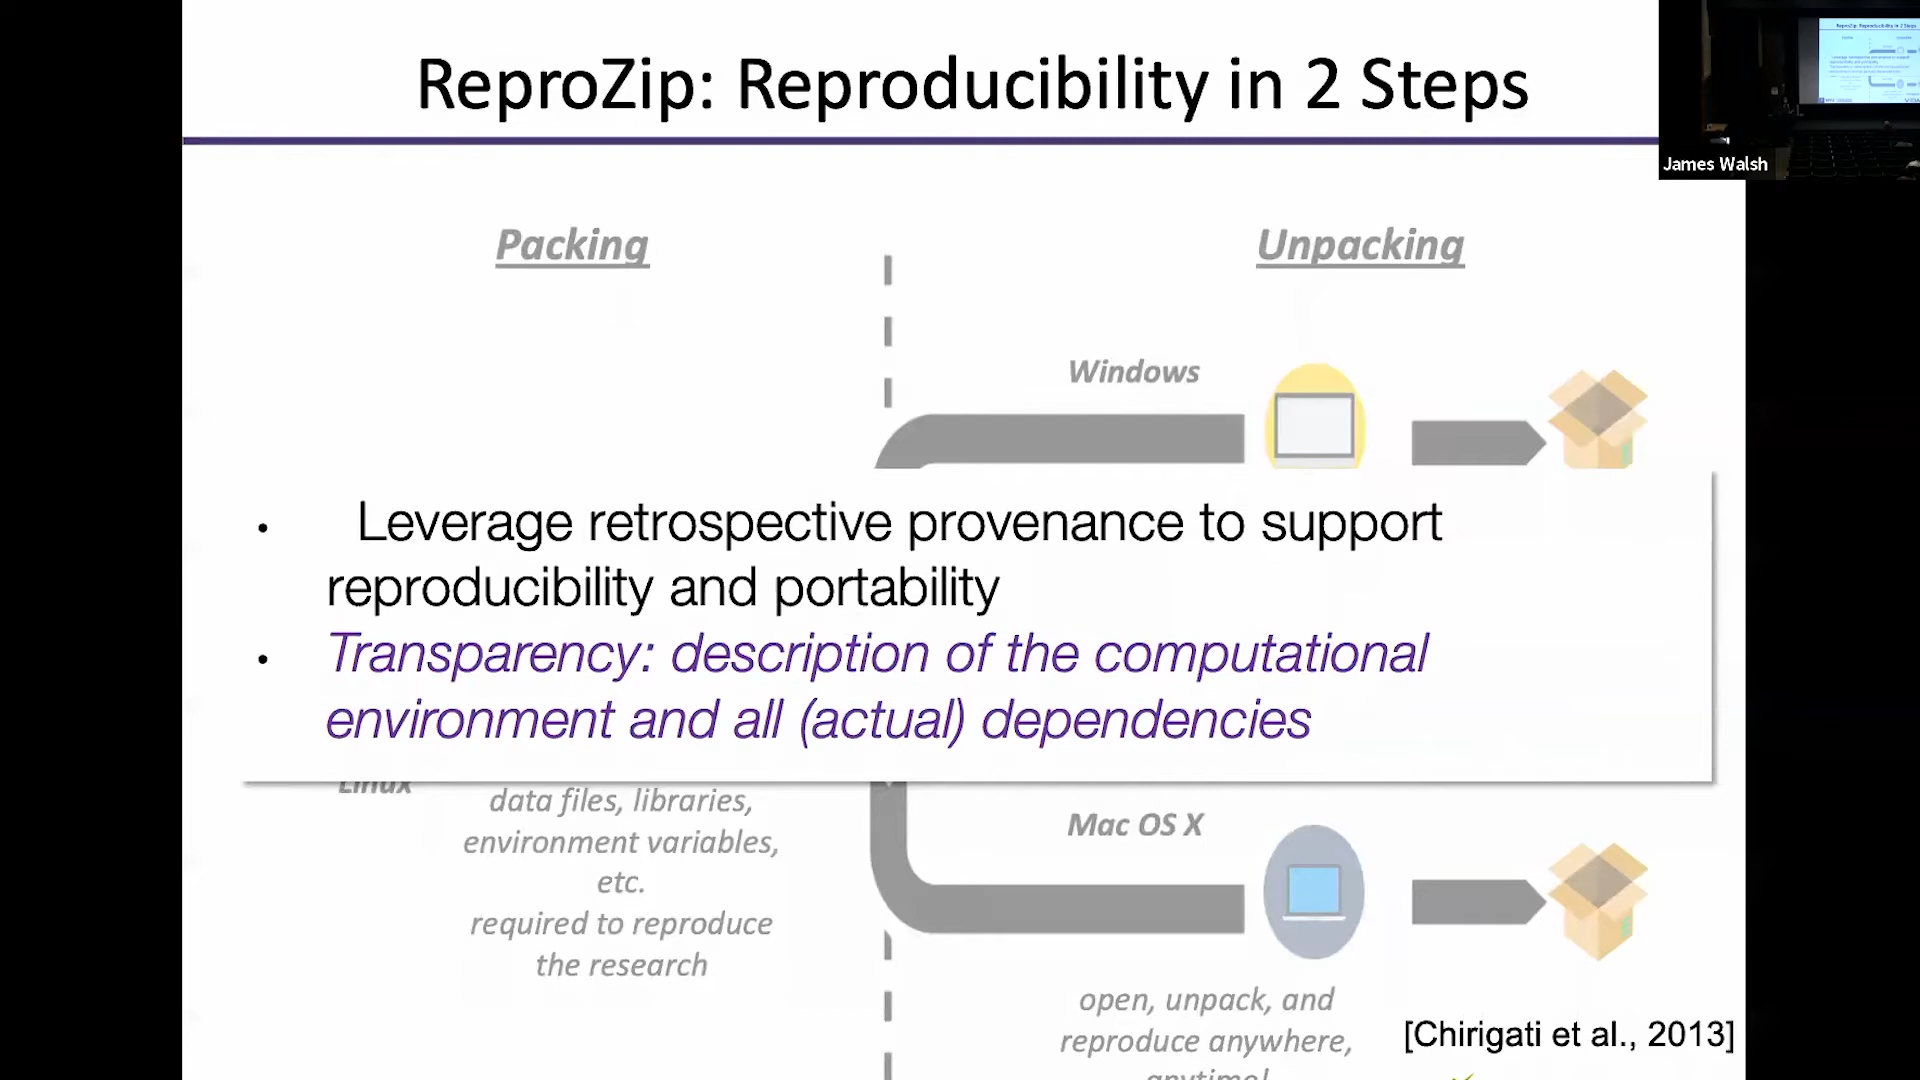 ReproZip: Reproducibility in 2 Steps
James Walsh
Packing
Unpacking
Windows
• Leverage retrospective provenance to support
reproducibility and portability
• Transparency: description of the computational
environment and all (actual) dependencies
Linux
data files, libraries,
environment variables,
etc.
required to reproduce
the research
Mac OS X
open, unpack, and
reproduce anywhere,
anytime!
[Chirigati et al., 2013]